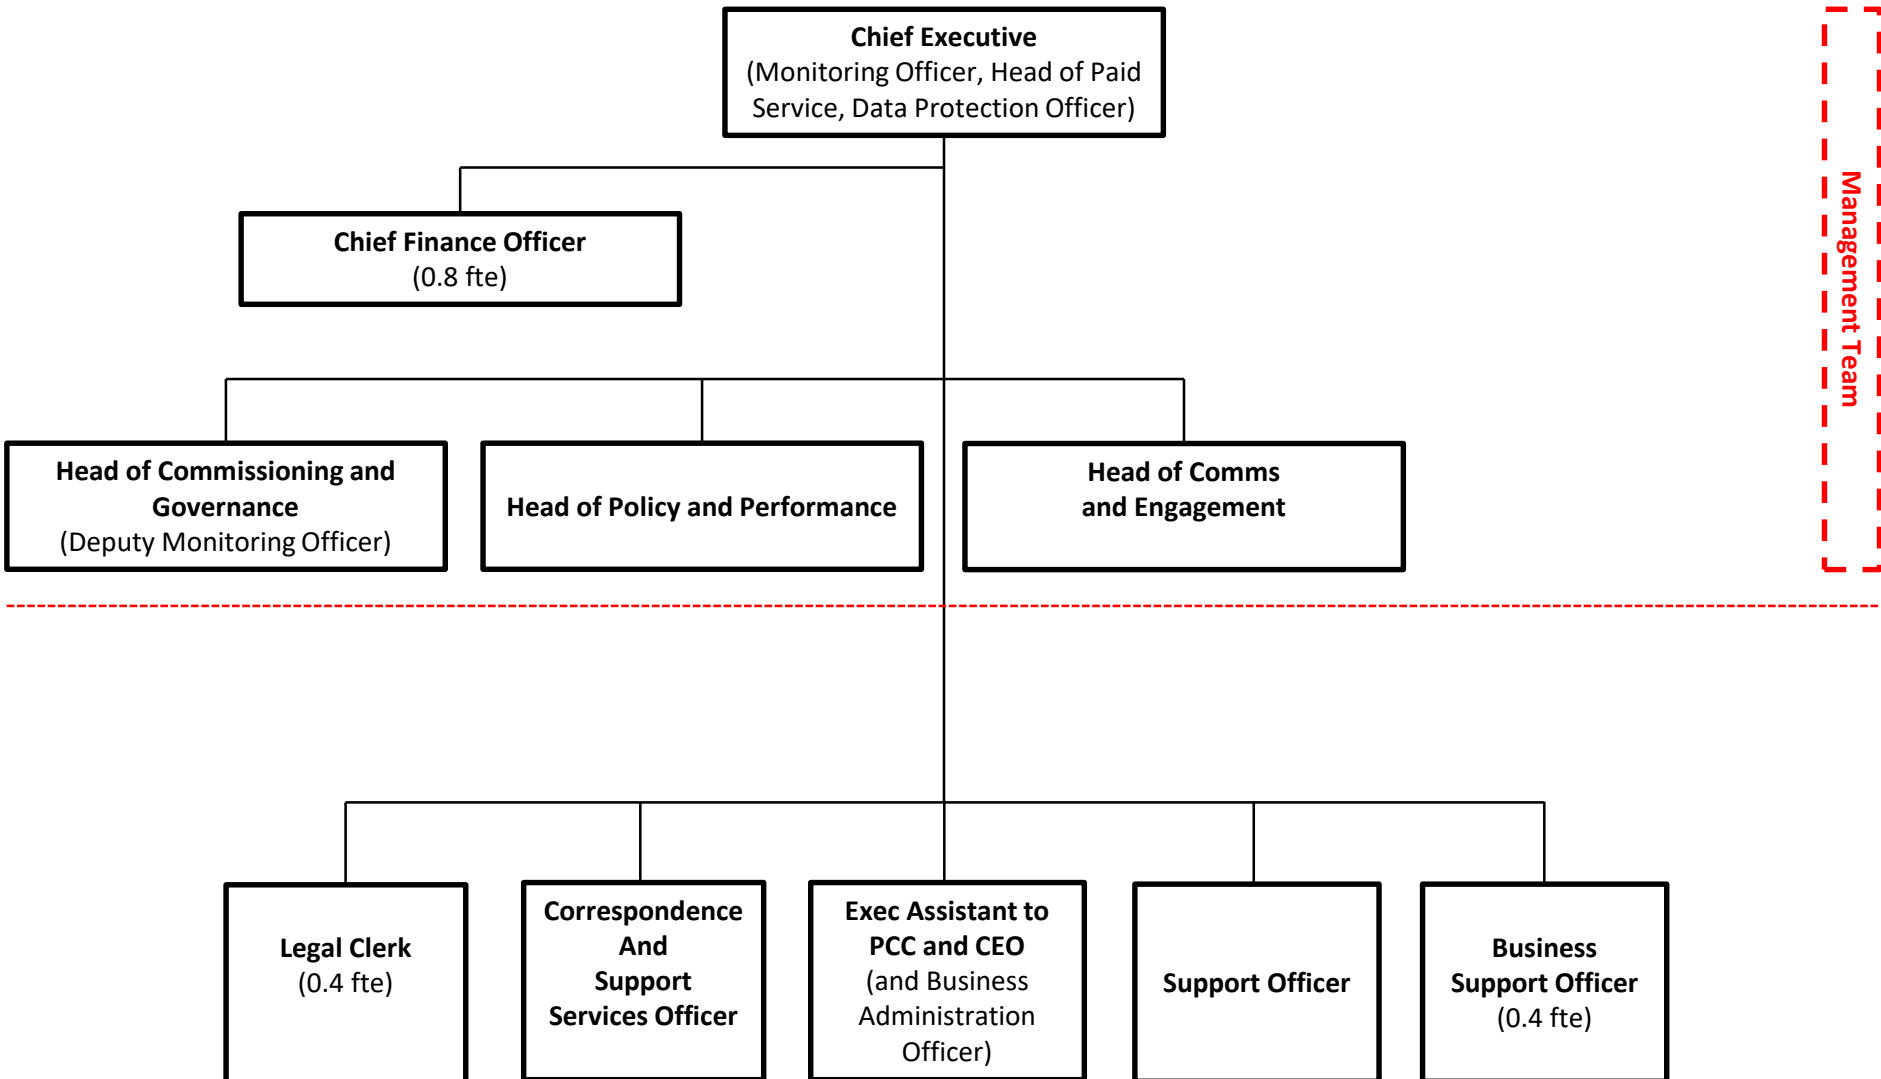 Chief Executive
(Monitoring Officer, Head of Paid
Service, Data Protection Officer)
Management Team
Chief Finance Officer
(0.8 fte)
Head of Commissioning and
Governance
(Deputy Monitoring Officer)
Head of Policy and Performance
Head of Comms
and Engagement
Legal Clerk
(0.4 fte)
Correspondence
And
Support
Services Officer
Exec Assistant to
PCC and CEO
(and Business
Administration
Officer)
Support Officer
Business
Support Officer
(0.4 fte)